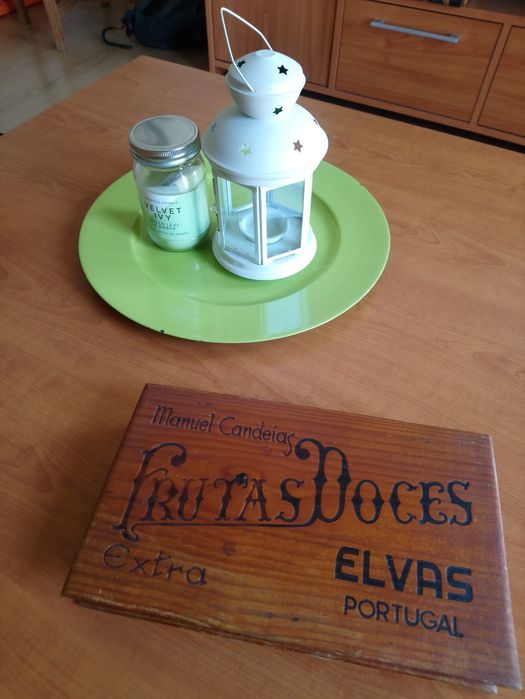 VELVET
IVY
Manuel Candeias
FRUTAS DOCES
Extra
ELVAS
PORTUGAL